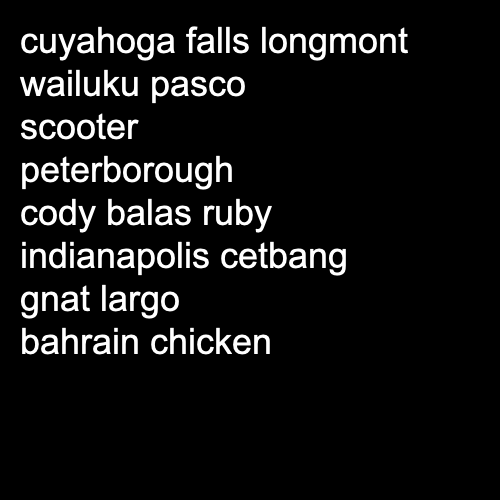 cuyahoga falls longmont
wailuku pasco
scooter
peterborough
cody balas ruby
indianapolis cetbang
gnat largo
bahrain chicken